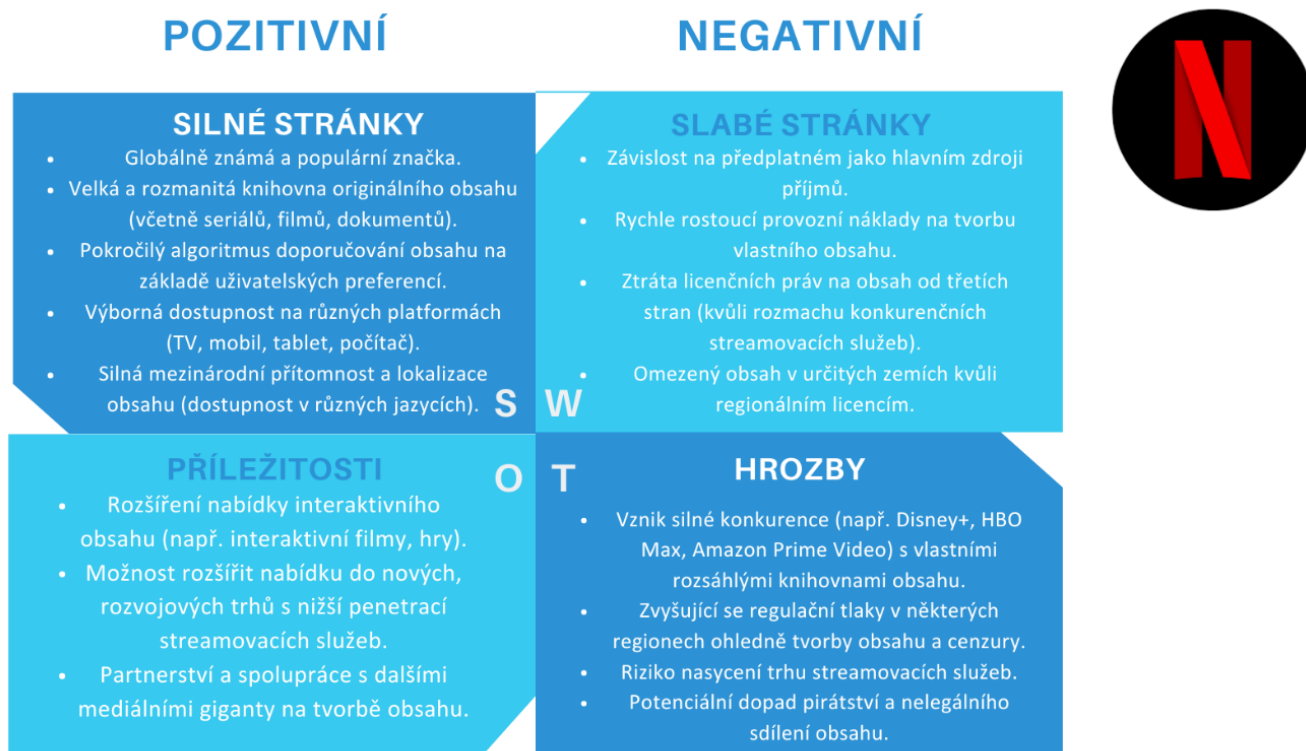 POZITIVNÍ
NEGATIVNÍ
N
SILNÉ STRÁNKY
• Globálně známá a populární značka.
• Velká a rozmanitá knihovna originálního obsahu
(včetně seriálů, filmů, dokumentů).
• Pokročilý algoritmus doporučování obsahu na
základě uživatelských preferencí.
• Výborná dostupnost na různých platformách
(TV, mobil, tablet, počítač).
• Silná mezinárodní přítomnost a lokalizace
obsahu (dostupnost v různých jazycích).
S
SLABÉ STRÁNKY
• Závislost na předplatném jako hlavním zdroji
příjmů.
• Rychle rostoucí provozní náklady na tvorbu
vlastního obsahu.
• Ztráta licenčních práv na obsah od třetích
stran (kvůli rozmachu konkurenčních
streamovacích služeb).
• Omezený obsah v určitých zemích kvůli
regionálním licencím.
W
PŘÍLEŽITOSTI
• Rozšíření nabídky interaktivního
obsahu (např. interaktivní filmy, hry).
• Možnost rozšířit nabídku do nových,
rozvojových trhů s nižší penetrací
streamovacích služeb.
• Partnerství a spolupráce s dalšími
mediálními giganty na tvorbě obsahu.
O
T
HROZBY
• Vznik silné konkurence (např. Disney+, HBO
Max, Amazon Prime Video) s vlastními
rozsáhlými knihovnami obsahu.
• Zvyšující se regulační tlaky v některých
regionech ohledně tvorby obsahu a cenzury.
• Riziko nasycení trhu streamovacích služeb.
• Potenciální dopad pirátství a nelegálního
sdílení obsahu.